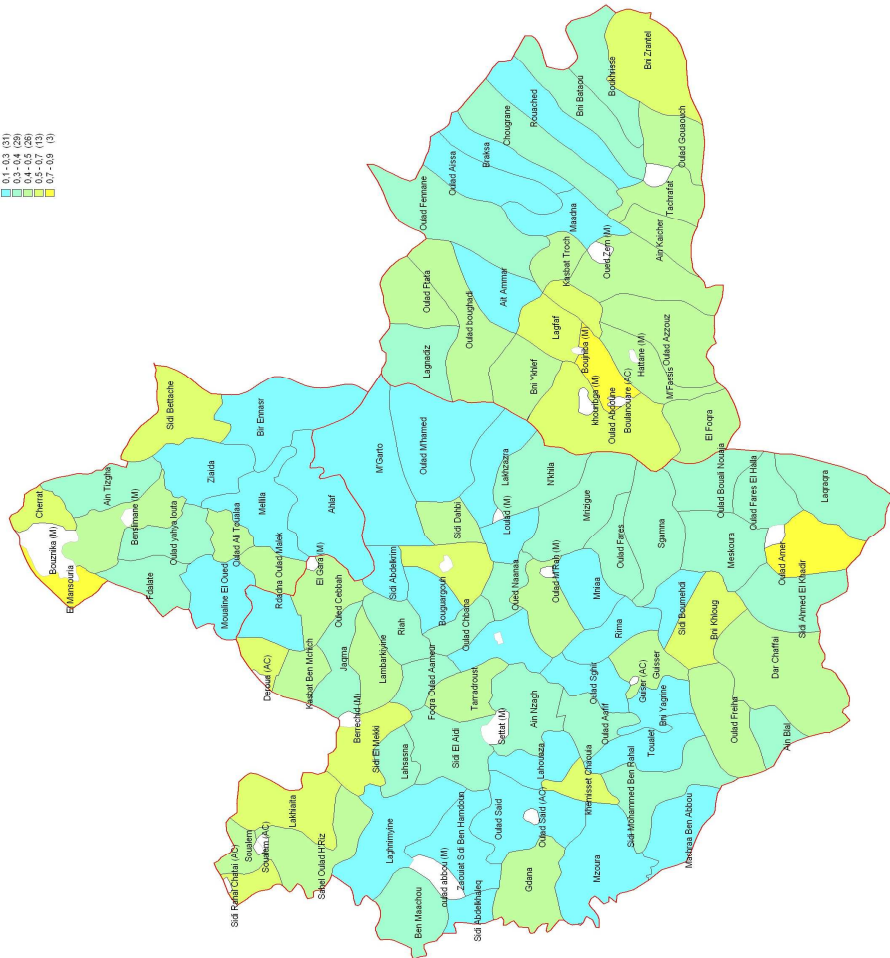 0.1 - 0.3 (31)
0.3 - 0.4 (29)
0.4 - 0.5 (26)
0.5 - 0.7 (13)
0.7 - 0.9 (3)
Cherrat
Bouznika (M)
El Mansouria
Ain Tizgha
Benslimane (M)
Fdalate
Oulad yahya louta
Sidi Bettache
Ziaida
Bir Ennasr
Moualine El Oued
Oulad Ali Toualaa
Mellila
Ahlaf
Rdadna Oulad Malek
El Gara (M)
Deroua (AC)
Kasbat Ben Mchich
Oued Cebbah
Jaqma
Lambarkiyine
Riah
Sidi Abdelkrim
Berrechid (M)
Sidi El Mekki
Lahsasna
Foqra Oulad Aameur
Bouguargouh
Sidi Rahal Chatai (AC)
Soualem
Soualem (AC)
Lakhiaita
Sahel Oulad H'Riz
Laghnimyine
Ben Maachou
oulad abbou (M)
Zaouiat Sidi Ben Hamdoun
Sidi Abdelkhaleq
Oulad Said
Oulad Said (AC)
Gdana
Mzoura
Sidi El Aidi
Settat (M)
Tarradroust
Oulad Chbana
Ain Nzagh
Lahouaza
khemisset Chaouia
Oulad Sghir
Oulad Aafif
Sidi Mohammed Ben Rahal
Mashraa Ben Abbou
Toualet
Bni Yagrine
Guiser (AC)
Guisser
Rima
Mniaa
Sidi Boumehdi
Bni Khloug
Oulad Freiha
Ain Blal
Dar Chaffai
Sidi Ahmed El Khadir
Oulad Amer
Meskoura
Oulad Bouali Nouaja
Oulad Fares El Halla
Laqraqra
Sgamna
Oulad Fares
Mrizigue
N'khila
Oulad M'Rah (M)
Oued Naanaa
Loulad (M)
Lakhzazra
Sidi Dahbi
M'Garto
Oulad M'hamed
Lagnadiz
Oulad Ftata
Oulad boughadi
Ait Ammar
Oulad Fennane
Oulad Aissa
Braksa
Chougrane
Rouached
Bni Bataou
Boukhrisse
Bni Zrantel
Oulad Gouaouch
Tachrafat
Maadna
Kasbat Troch
Oued Zem (M)
Ain Kaicher
Bni Ykhlef
Lagfaf
Boujniba (M)
khouribga (M)
Oulad Abdoune
Boulanouare (AC)
Hattane (M)
M'Fassis
Oulad Azzouz
El Foqra